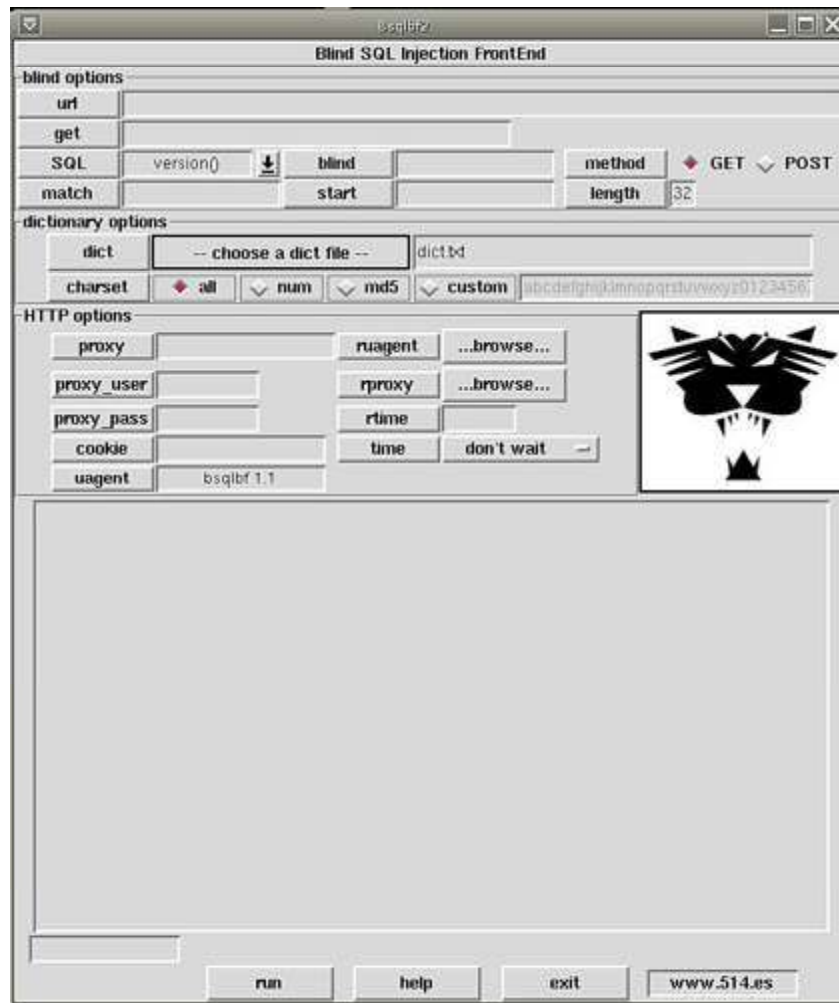 bsqlbf2
Blind SQL Injection FrontEnd
blind options
url
get
SQL version() blind method GET POST
match start length 32
dictionary options
dict -- choose a dict file -- dict.txt
charset all num md5 custom abcdefghijklmnopqrstuvwxyz0123456
HTTP options
proxy ruagent ...browse...
proxy_user rproxy ...browse...
proxy_pass rtime
cookie time don't wait
uagent bsqlbf 1.1
run help exit www.514.es